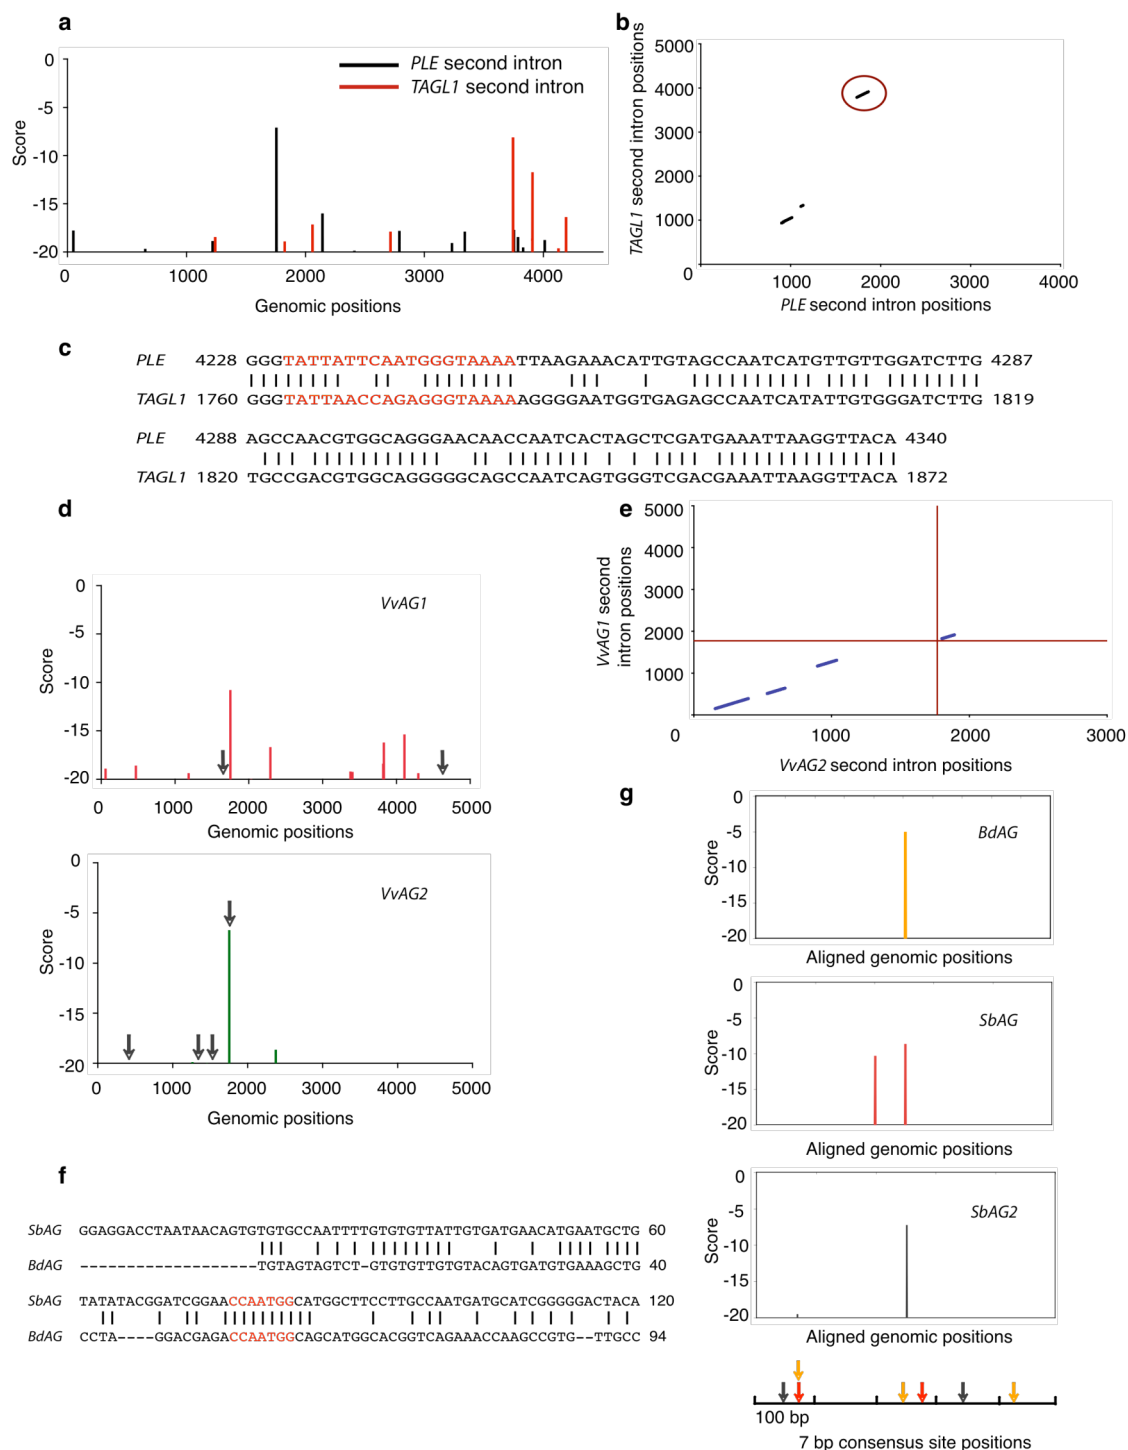 a
0
-5
-10
-15
-20
Score
PLE second intron
TAGL1 second intron
0 1000 2000 3000 4000
Genomic positions
b
5000
4000
3000
2000
1000
0
TAGL1 second intron positions
1000 2000 3000 4000
PLE second intron positions
c
PLE 4228 GGGTATTATTCAATGGGTAAAATTAAGAAACATTGTAGCCAATCATGTTGTTGGATCTTG 4287
TAGL1 1760 GGGTATTAACCAGAGGGTAAAAAGGGGAATGGTGAGAGCCAATCATATTGTGGGATCTTG 1819
PLE 4288 AGCCAACGTGGCAGGGAACAACCAATCACTAGCTCGATGAAATTAAGGTTACA 4340
TAGL1 1820 TGCCGACGTGGCAGGGGGCAGCCAATCAGTGGGTCGACGAAATTAAGGTTACA 1872
d
0
-5
-10
-15
-20
Score
VvAG1
0 1000 2000 3000 4000 5000
Genomic positions
0
-5
-10
-15
-20
Score
VvAG2
0 1000 2000 3000 4000 5000
Genomic positions
e
5000
4000
3000
2000
1000
0
VvAG1 second
intron positions
1000 2000 3000
VvAG2 second intron positions
f
SbAG GGAGGACCTAATAACAGTGTGTGCCAATTTTGTGTGTTATTGTGATGAACATGAATGCTG 60
BdAG -------------------TGTAGTAGTCT-GTGTGTTGTGTACAGTGATGTGAAAGCTG 40
SbAG TATATACGGATCGGAACCAATGGCATGGCTTCCTTGCCAATGATGCATCGGGGGACTACA 120
BdAG CCTA----GGACGAGACCAATGGCAGCATGGCACGGTCAGAAACCAAGCCGTG--TTGCC 94
g
0
-5
-10
-15
-20
Score
BdAG
Aligned genomic positions
0
-5
-10
-15
-20
Score
SbAG
Aligned genomic positions
0
-5
-10
-15
-20
Score
SbAG2
Aligned genomic positions
100 bp
7 bp consensus site positions